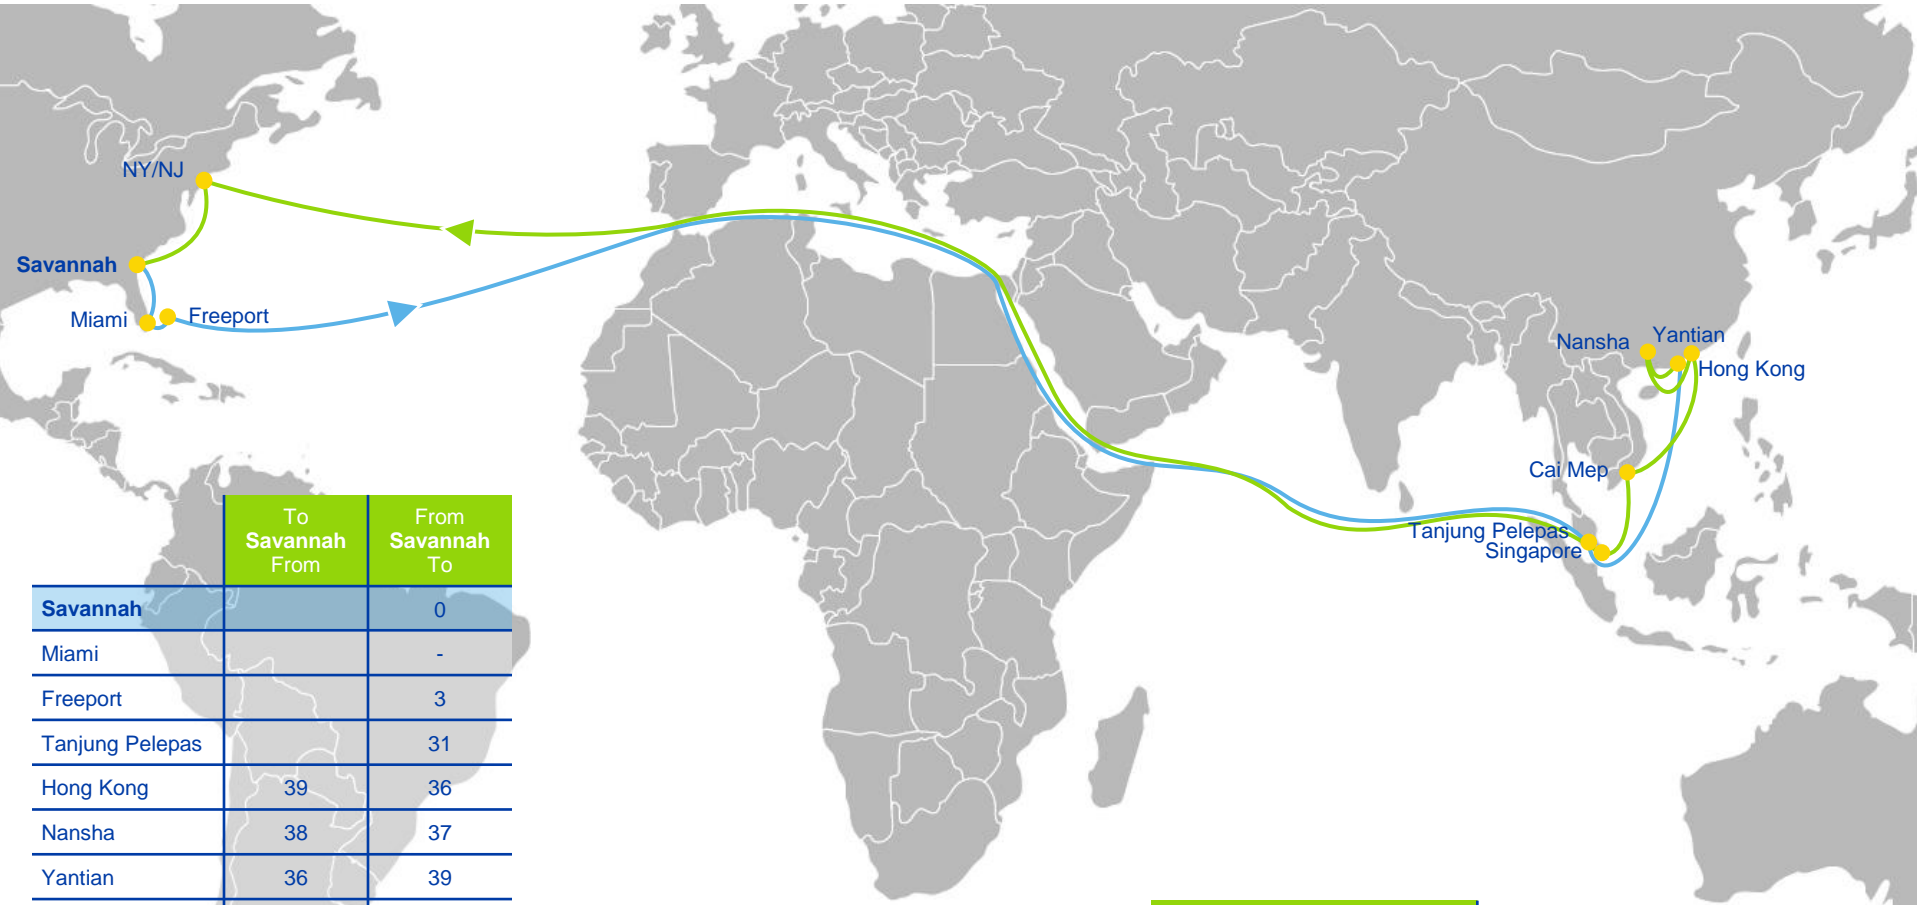 NY/NJ
Savannah
Miami
Freeport
Nansha
Yantian
Hong Kong
Cai Mep
Tanjung Pelepas
Singapore
To Savannah From
From Savannah To
Savannah 0
Miami -
Freeport 3
Tanjung Pelepas 31
Hong Kong 39 36
Nansha 38 37
Yantian 36 39